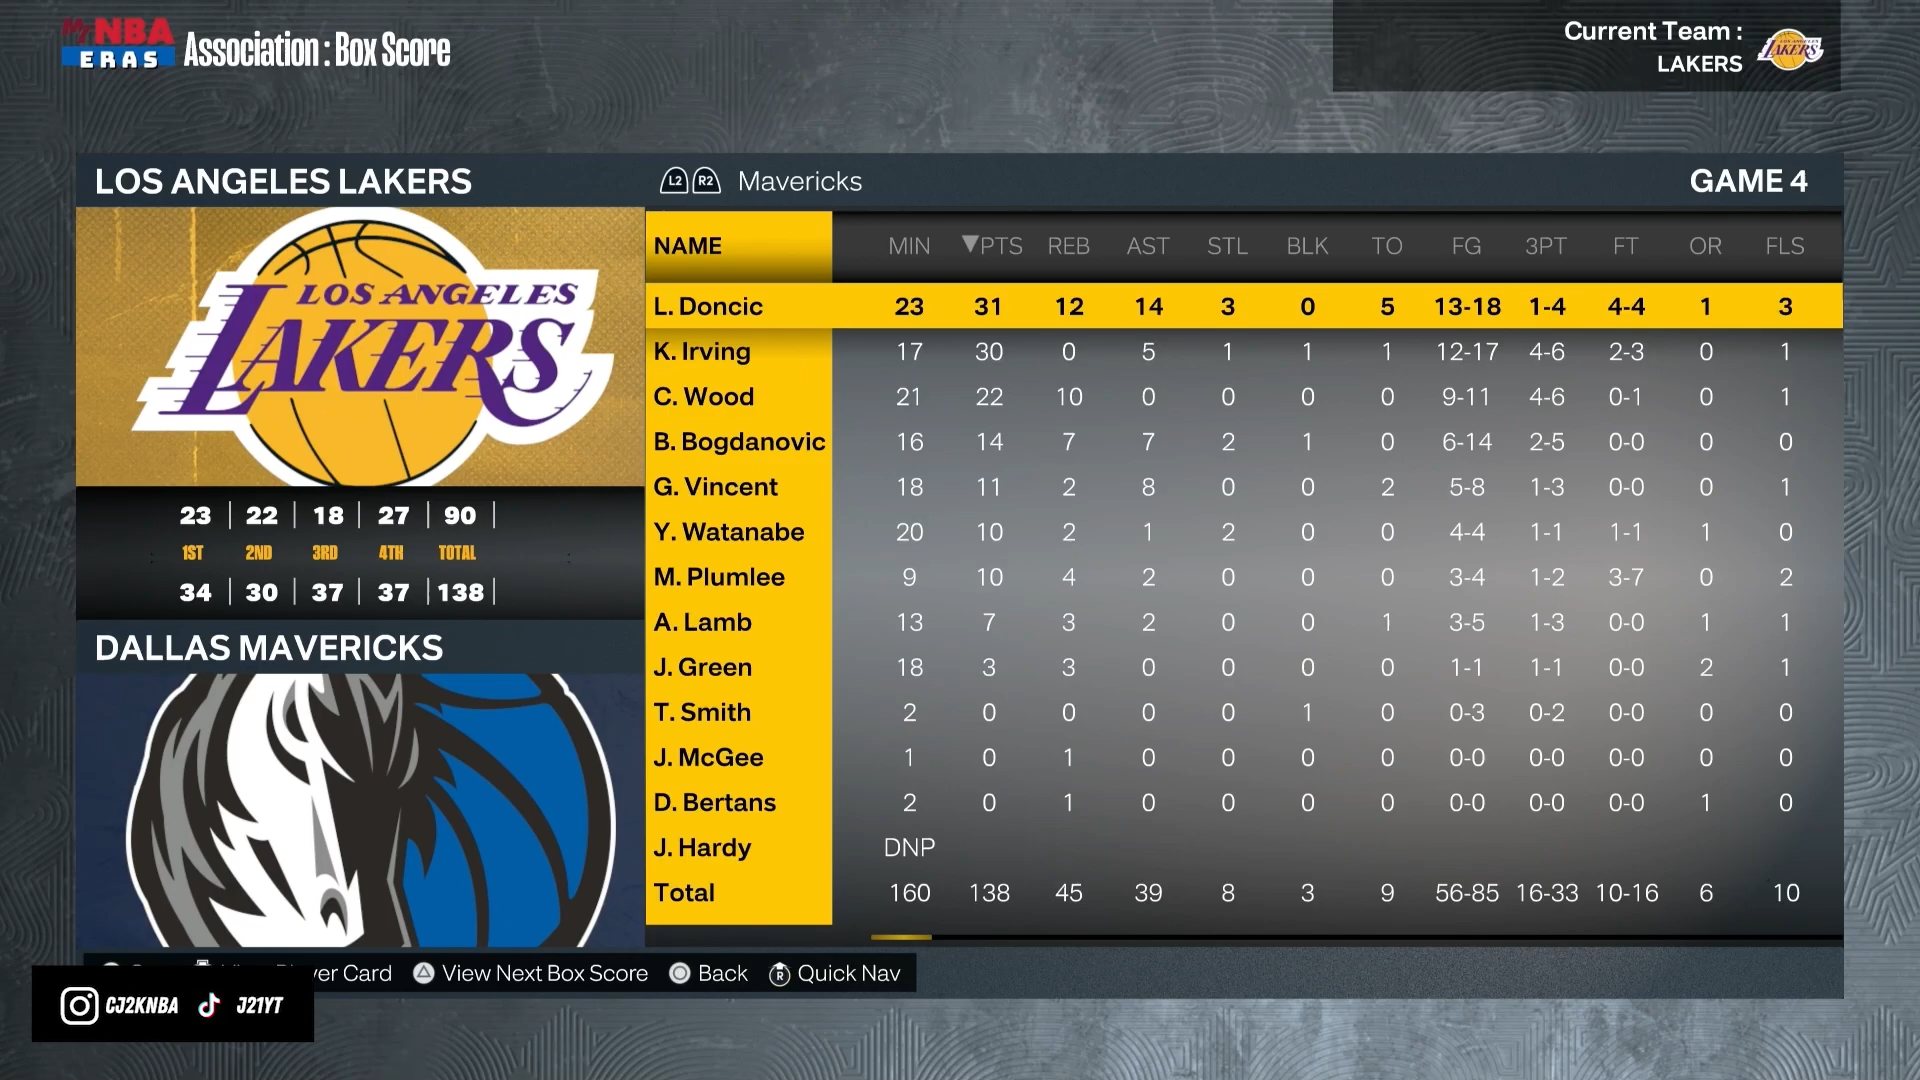 My NBA ERAS Association : Box Score
Current Team :
LAKERS
LOS ANGELES LAKERS
L2 R2 Mavericks
GAME 4
LOS ANGELES
LAKERS
23 | 22 | 18 | 27 | 90 |
1ST 2ND 3RD 4TH TOTAL
34 | 30 | 37 | 37 | 138 |
DALLAS MAVERICKS
NAME MIN ▼PTS REB AST STL BLK TO FG 3PT FT OR FLS
L. Doncic 23 31 12 14 3 0 5 13-18 1-4 4-4 1 3
K. Irving 17 30 0 5 1 1 1 12-17 4-6 2-3 0 1
C. Wood 21 22 10 0 0 0 0 9-11 4-6 0-1 0 1
B. Bogdanovic 16 14 7 7 2 1 0 6-14 2-5 0-0 0 0
G. Vincent 18 11 2 8 0 0 2 5-8 1-3 0-0 0 1
Y. Watanabe 20 10 2 1 2 0 0 4-4 1-1 1-1 1 0
M. Plumlee 9 10 4 2 0 0 0 3-4 1-2 3-7 0 2
A. Lamb 13 7 3 2 0 0 1 3-5 1-3 0-0 1 1
J. Green 18 3 3 0 0 0 0 1-1 1-1 0-0 2 1
T. Smith 2 0 0 0 0 1 0 0-3 0-2 0-0 0 0
J. McGee 1 0 1 0 0 0 0 0-0 0-0 0-0 0 0
D. Bertans 2 0 1 0 0 0 0 0-0 0-0 0-0 1 0
J. Hardy DNP
Total 160 138 45 39 8 3 9 56-85 16-33 10-16 6 10
Card View Next Box Score Back R Quick Nav
CJ2KNBA J21YT